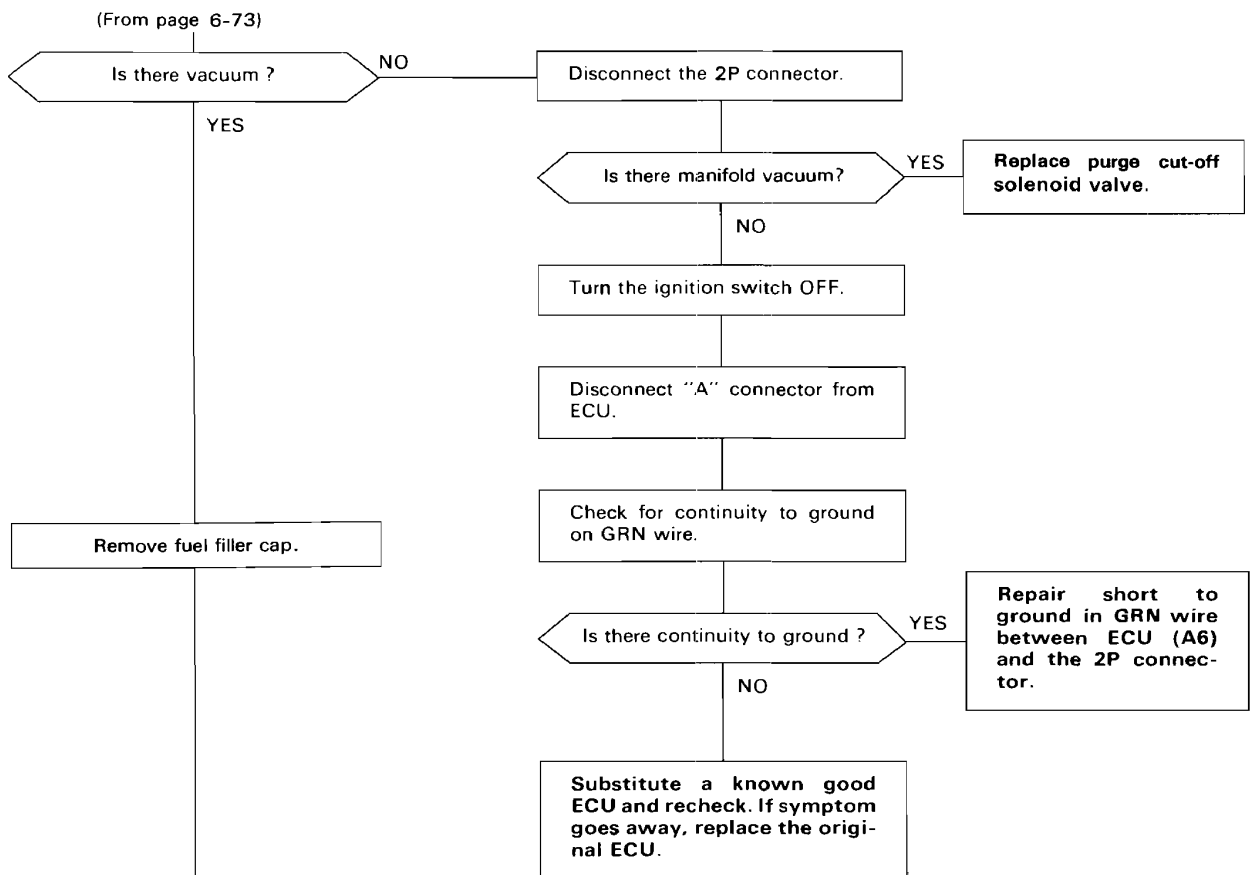 (From page 6-73)
Is there vacuum ?
NO
Disconnect the 2P connector.
YES
Is there manifold vacuum?
YES
Replace purge cut-off
solenoid valve.
NO
Turn the ignition switch OFF.
Disconnect "A" connector from
ECU.
Check for continuity to ground
on GRN wire.
Remove fuel filler cap.
Is there continuity to ground ?
YES
Repair short to
ground in GRN wire
between ECU (A6)
and the 2P connec-
tor.
NO
Substitute a known good
ECU and recheck. If symptom
goes away, replace the origi-
nal ECU.